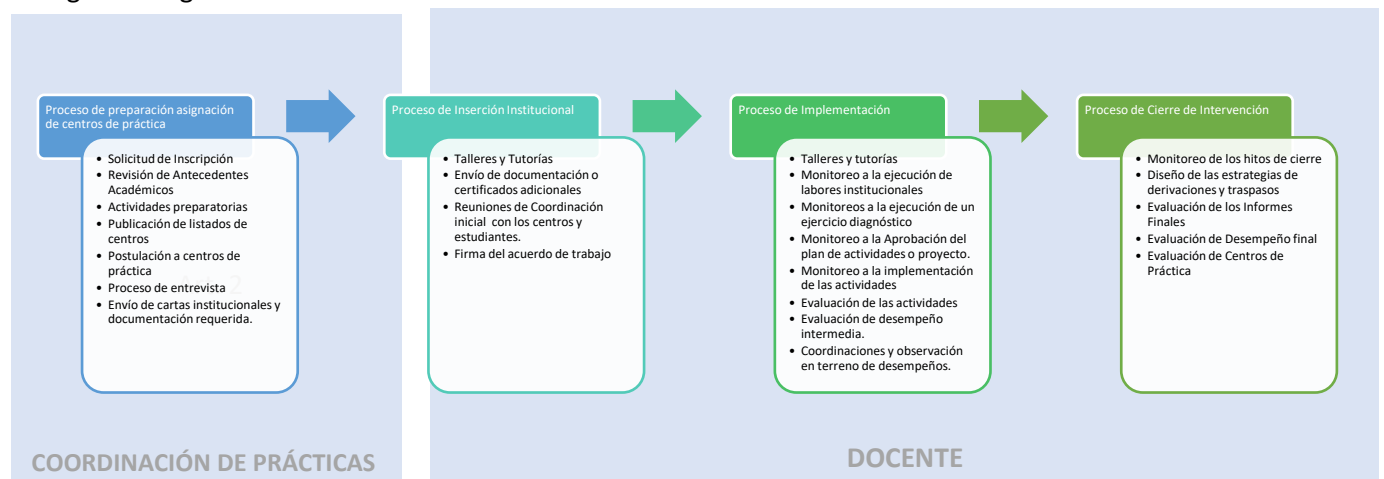 Proceso de preparación asignación
de centros de práctica
• Solicitud de Inscripción
• Revisión de Antecedentes
Académicos
• Actividades preparatorias
• Publicación de listados de
centros
• Postulación a centros de
práctica
• Proceso de entrevista
• Envío de cartas institucionales y
documentación requerida.
Proceso de Inserción Institucional
• Talleres y Tutorías
• Envío de documentación o
certificados adicionales
• Reuniones de Coordinación
inicial con los centros y
estudiantes.
• Firma del acuerdo de trabajo
Proceso de Implementación
• Talleres y tutorías
• Monitoreo a la ejecución de
labores institucionales
• Monitoreos a la ejecución de un
ejercicio diagnóstico
• Monitoreo a la Aprobación del
plan de actividades o proyecto.
• Monitoreo a la implementación
de las actividades
• Evaluación de las actividades
• Evaluación de desempeño
intermedia.
• Coordinaciones y observación
en terreno de desempeños.
Proceso de Cierre de Intervención
• Monitoreo de los hitos de cierre
• Diseño de las estrategias de
derivaciones y traspasos
• Evaluación de los Informes
Finales
• Evaluación de Desempeño final
• Evaluación de Centros de
Práctica
COORDINACIÓN DE PRÁCTICAS
DOCENTE